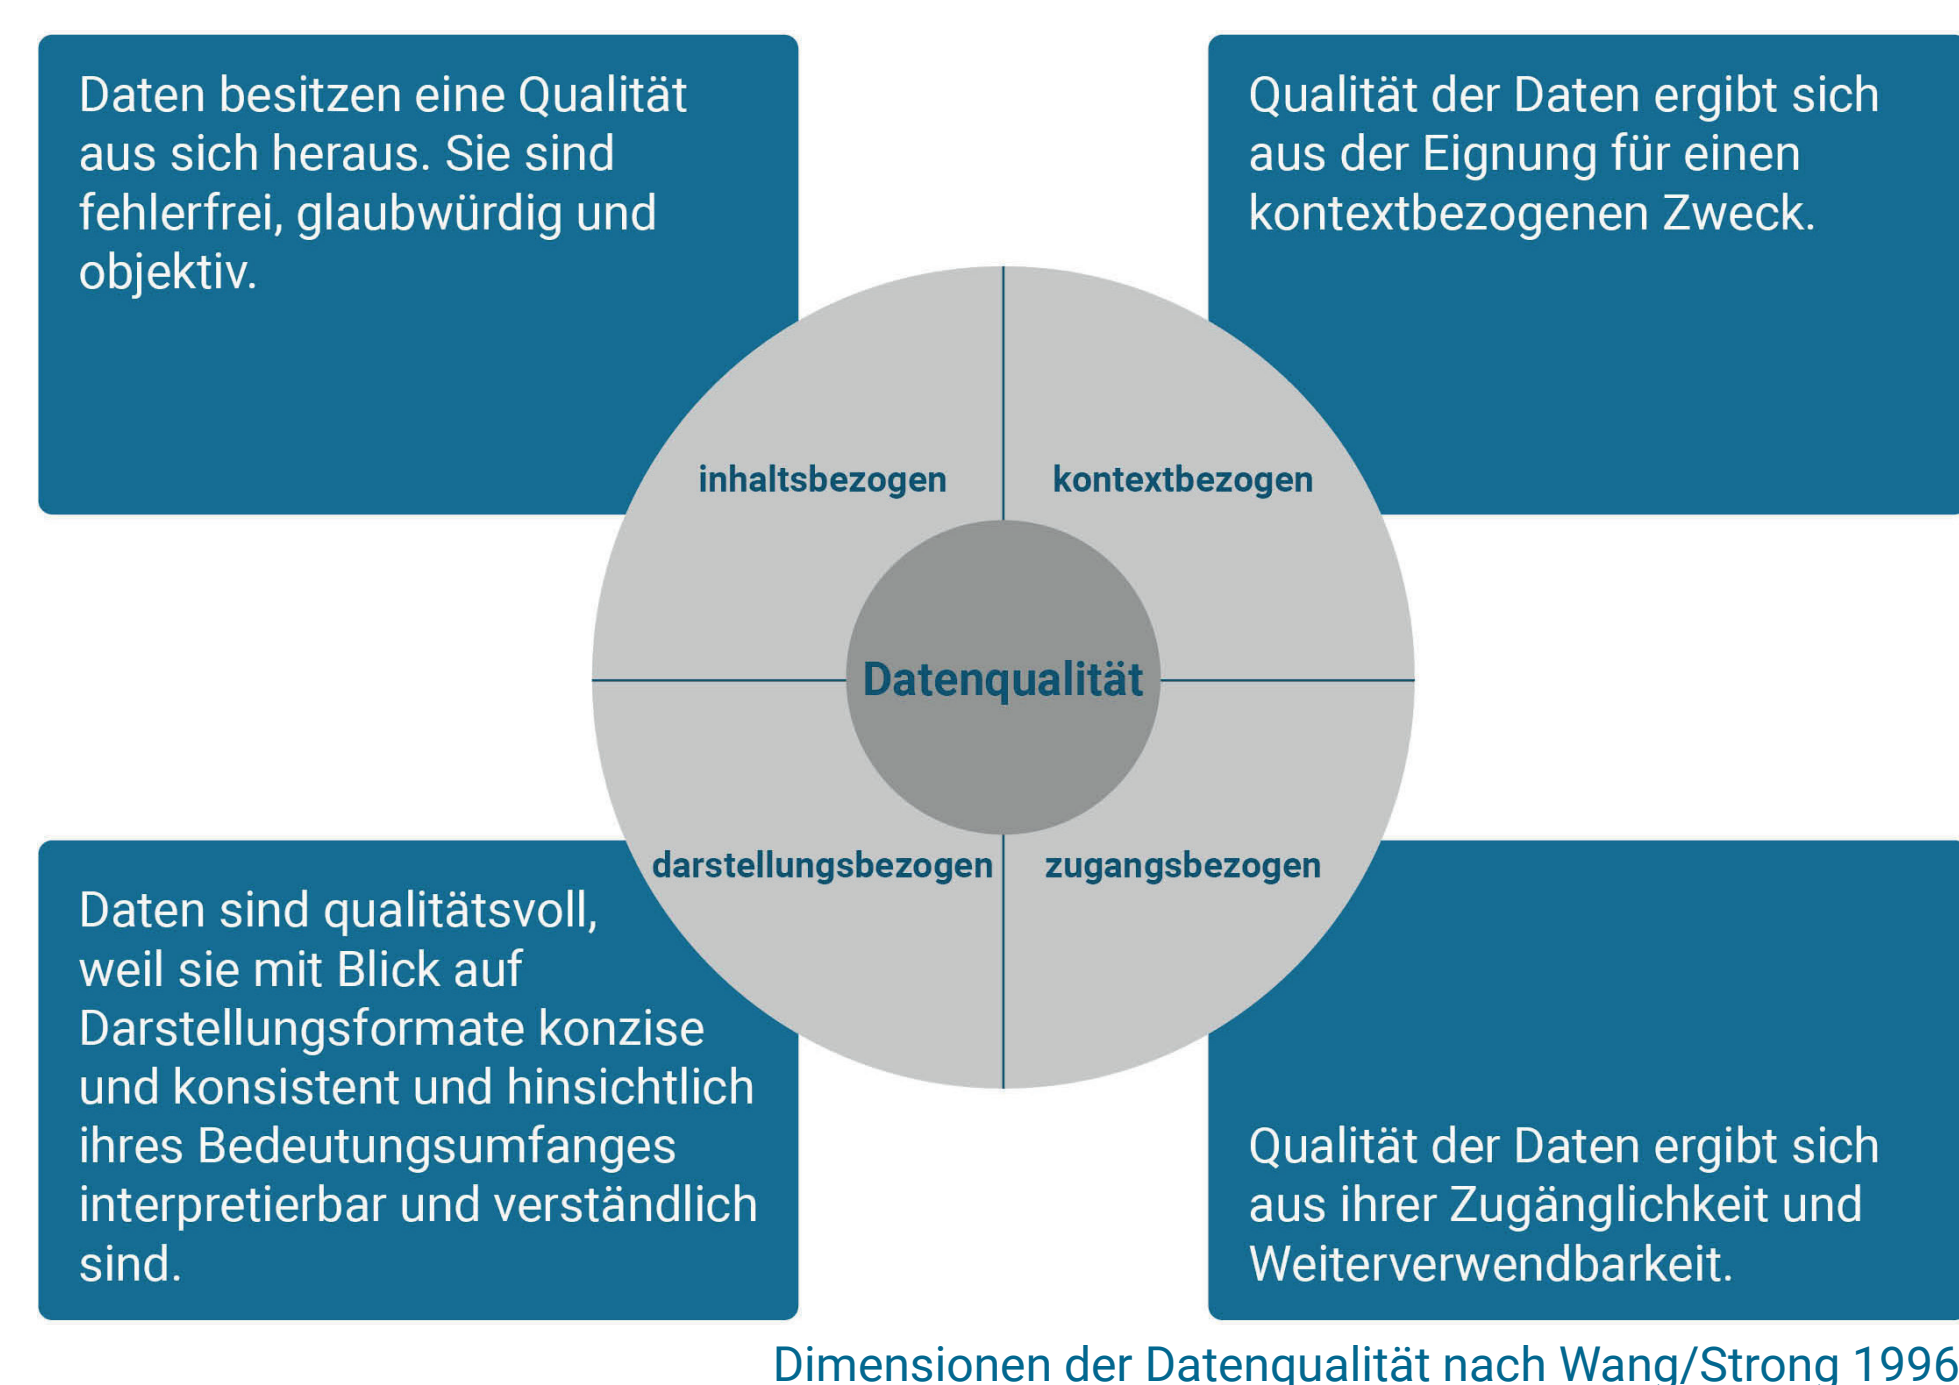 Daten besitzen eine Qualität
aus sich heraus. Sie sind
fehlerfrei, glaubwürdig und
objektiv.
Qualität der Daten ergibt sich
aus der Eignung für einen
kontextbezogenen Zweck.
inhaltsbezogen
kontextbezogen
Datenqualität
darstellungsbezogen
zugangsbezogen
Daten sind qualitätsvoll,
weil sie mit Blick auf
Darstellungsformate konzise
und konsistent und hinsichtlich
ihres Bedeutungsumfanges
interpretierbar und verständlich
sind.
Qualität der Daten ergibt sich
aus ihrer Zugänglichkeit und
Weiterverwendbarkeit.
Dimensionen der Datenqualität nach Wang/Strong 1996